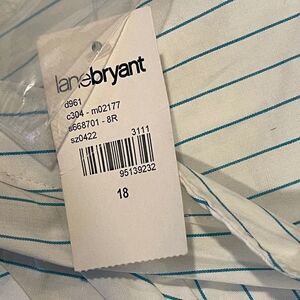 lanebryant
d961
c304 - m02177
s668701 - 8R
sz0422
3111
95139232
18